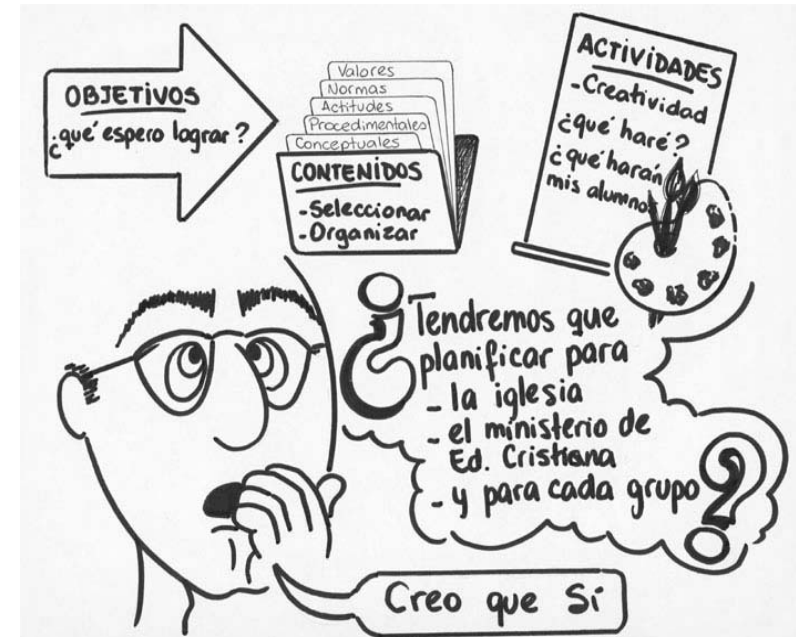 OBJETIVOS
¿qué espero lograr?
Valores
Normas
Actitudes
Procedimentales
Conceptuales
CONTENIDOS
-Seleccionar
-Organizar
ACTIVIDADES
-Creatividad
¿qué haré?
¿qué harán
mis alumnos
¿Tendremos que
planificar para
- la iglesia
- el ministerio de
Ed. Cristiana
- y para cada grupo?
Creo que Sí